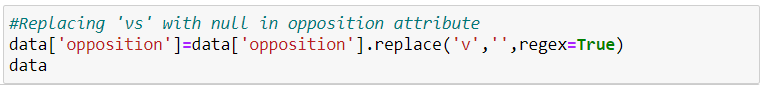 #Replacing 'vs' with null in opposition attribute
data['opposition']=data['opposition'].replace('v','',regex=True)
data